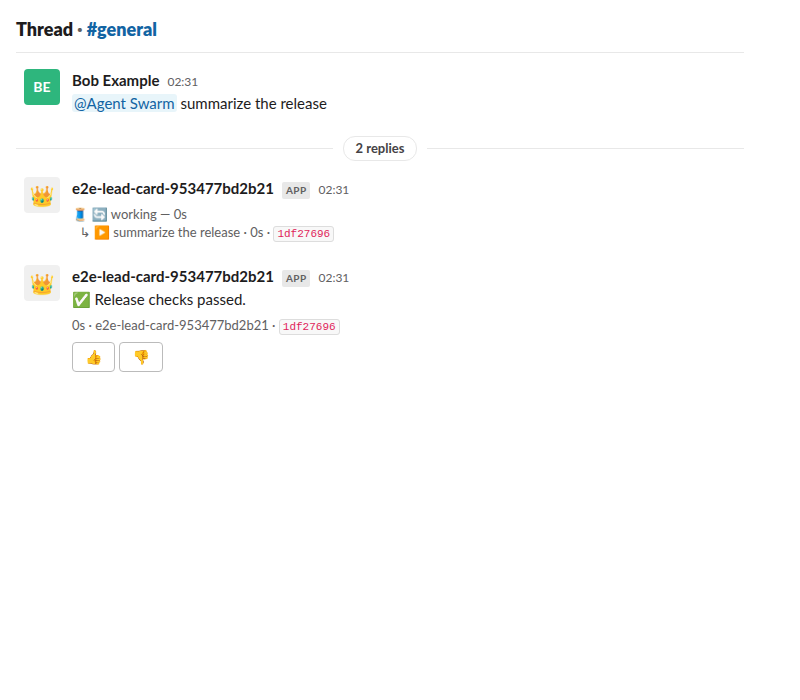 Thread • #general
BE
Bob Example 02:31
@Agent Swarm summarize the release
2 replies
e2e-lead-card-953477bd2b21 APP 02:31
🧵 🔄 working — 0s
↳ ▶️ summarize the release · 0s · 1df27696
e2e-lead-card-953477bd2b21 APP 02:31
✅ Release checks passed.
0s · e2e-lead-card-953477bd2b21 · 1df27696
👍 👎